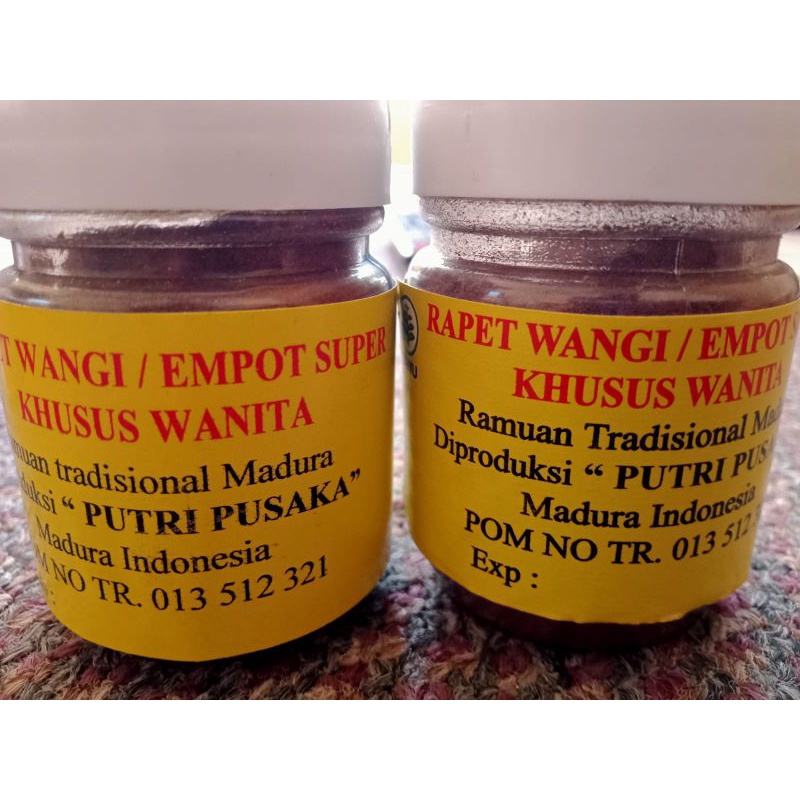 WANGI / EMPOT SUPER
KHUSUS WANITA
tradisional Madura
“ PUTRI PUSAKA”
Madura Indonesia
NO TR. 013 512 321
RAPET WANGI / EMPOT
KHUSUS WANITA
Ramuan Tradisional
Diproduksi “ PUTRI
Madura Indonesia
POM NO TR. 013 512
Exp :